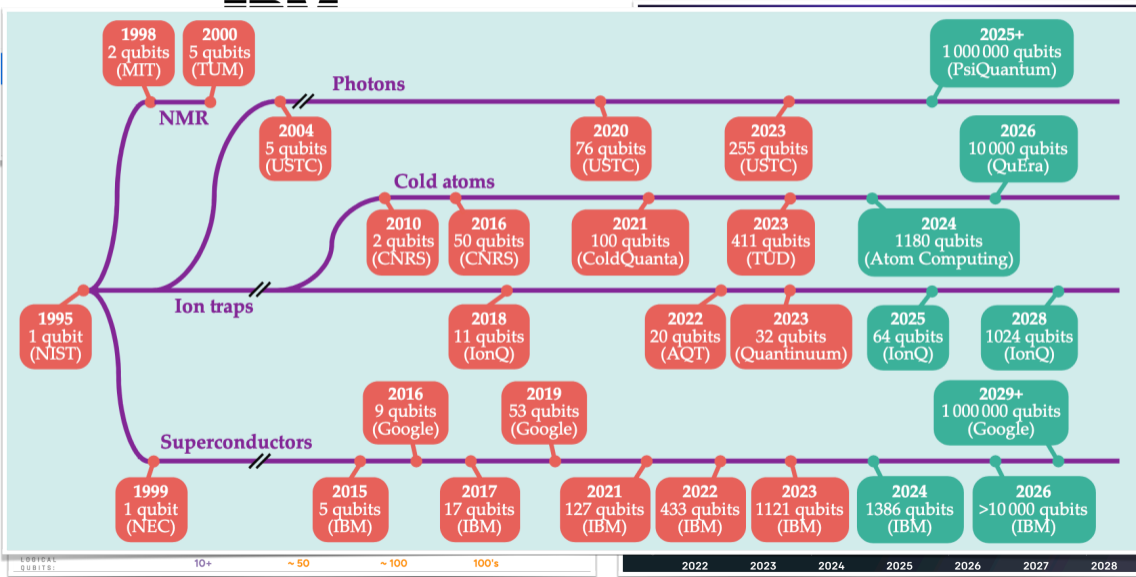 1998
2 qubits
(MIT)
2000
5 qubits
(TUM)
NMR
Photons
2004
5 qubits
(USTC)
2020
76 qubits
(USTC)
2023
255 qubits
(USTC)
2025+
1 000 000 qubits
(PsiQuantum)
Cold atoms
2010
2 qubits
(CNRS)
2016
50 qubits
(CNRS)
2021
100 qubits
(ColdQuanta)
2023
411 qubits
(TUD)
2024
1180 qubits
(Atom Computing)
2026
10 000 qubits
(QuEra)
1995
1 qubit
(NIST)
Ion traps
2018
11 qubits
(IonQ)
2022
20 qubits
(AQT)
2023
32 qubits
(Quantinuum)
2025
64 qubits
(IonQ)
2028
1024 qubits
(IonQ)
Superconductors
1999
1 qubit
(NEC)
2015
5 qubits
(IBM)
2016
9 qubits
(Google)
2017
17 qubits
(IBM)
2019
53 qubits
(Google)
2021
127 qubits
(IBM)
2022
433 qubits
(IBM)
2023
1121 qubits
(IBM)
2024
1386 qubits
(IBM)
2026
>10 000 qubits
(IBM)
2029+
1 000 000 qubits
(Google)
LOGICAL
QUBITS:
10+ ~ 50 ~ 100 100's
2022 2023 2024 2025 2026 2027 2028